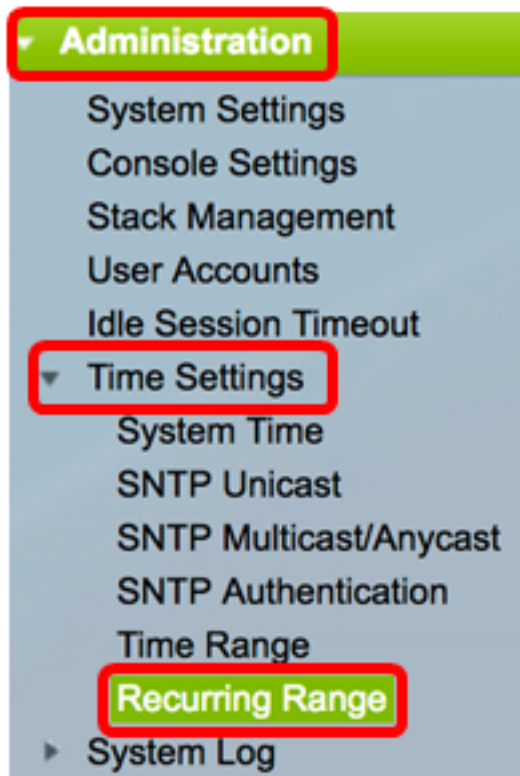 Administration
System Settings
Console Settings
Stack Management
User Accounts
Idle Session Timeout
Time Settings
System Time
SNTP Unicast
SNTP Multicast/Anycast
SNTP Authentication
Time Range
Recurring Range
System Log